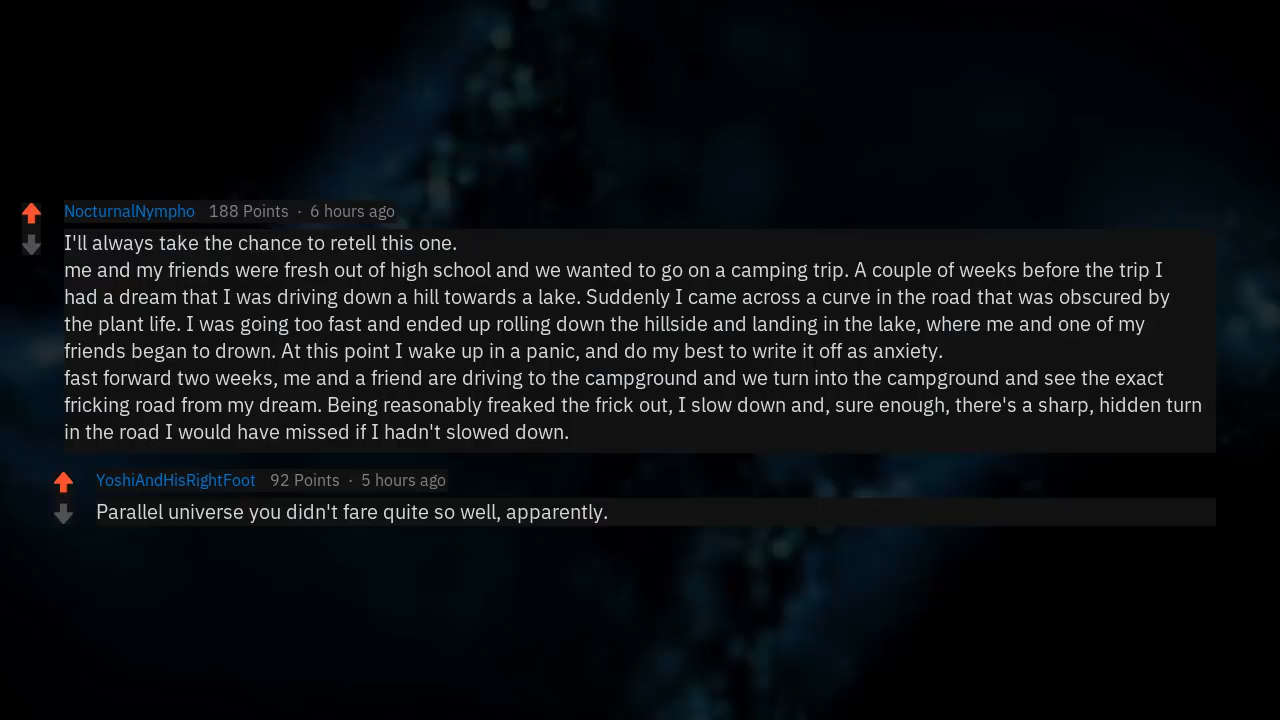 NocturnalNympho 188 Points · 6 hours ago
I'll always take the chance to retell this one.
me and my friends were fresh out of high school and we wanted to go on a camping trip. A couple of weeks before the trip I
had a dream that I was driving down a hill towards a lake. Suddenly I came across a curve in the road that was obscured by
the plant life. I was going too fast and ended up rolling down the hillside and landing in the lake, where me and one of my
friends began to drown. At this point I wake up in a panic, and do my best to write it off as anxiety.
fast forward two weeks, me and a friend are driving to the campground and we turn into the campground and see the exact
fricking road from my dream. Being reasonably freaked the frick out, I slow down and, sure enough, there's a sharp, hidden turn
in the road I would have missed if I hadn't slowed down.
YoshiAndHisRightFoot 92 Points · 5 hours ago
Parallel universe you didn't fare quite so well, apparently.